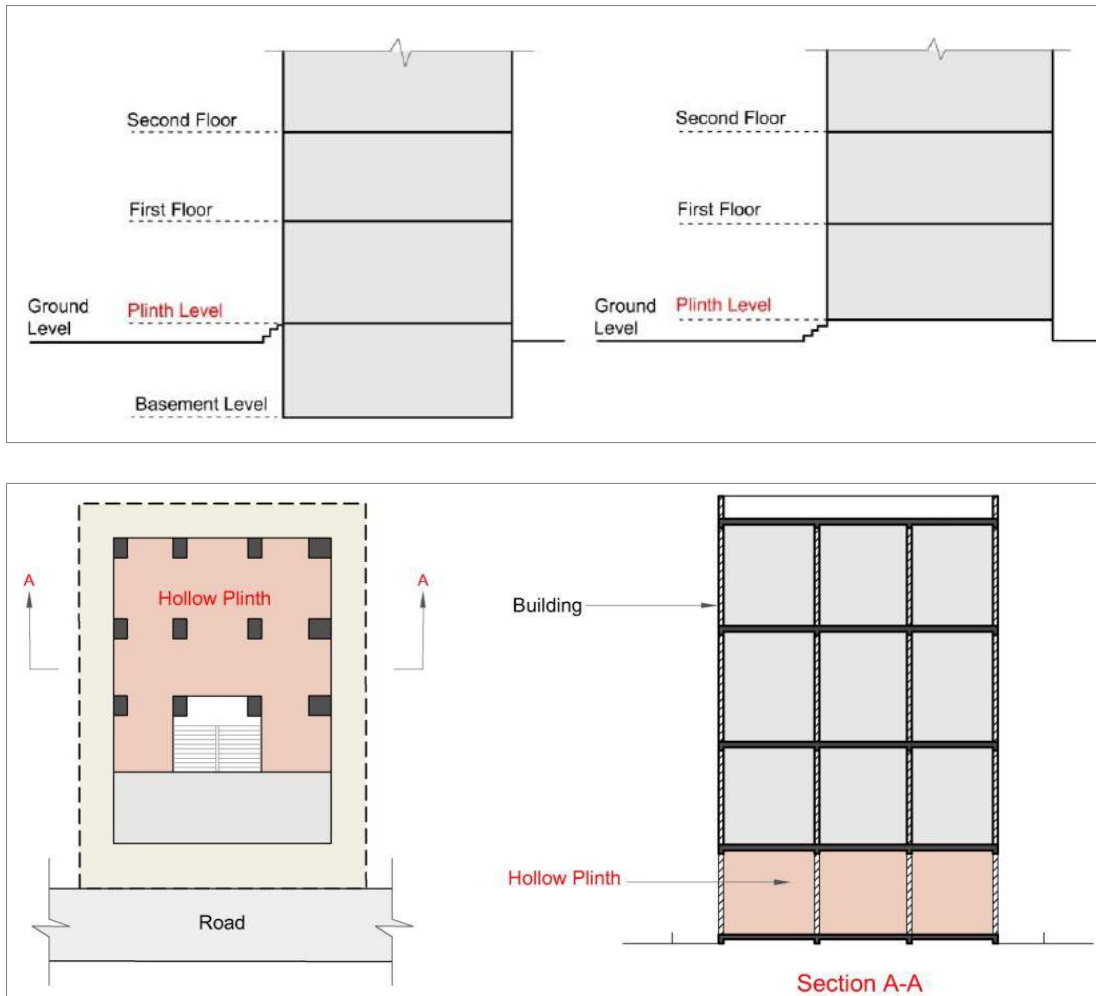 Second Floor
First Floor
Ground
Level
Plinth Level
Basement Level
Second Floor
First Floor
Ground
Level
Plinth Level
A
A
Hollow Plinth
Road
Building
Hollow Plinth
Section A-A